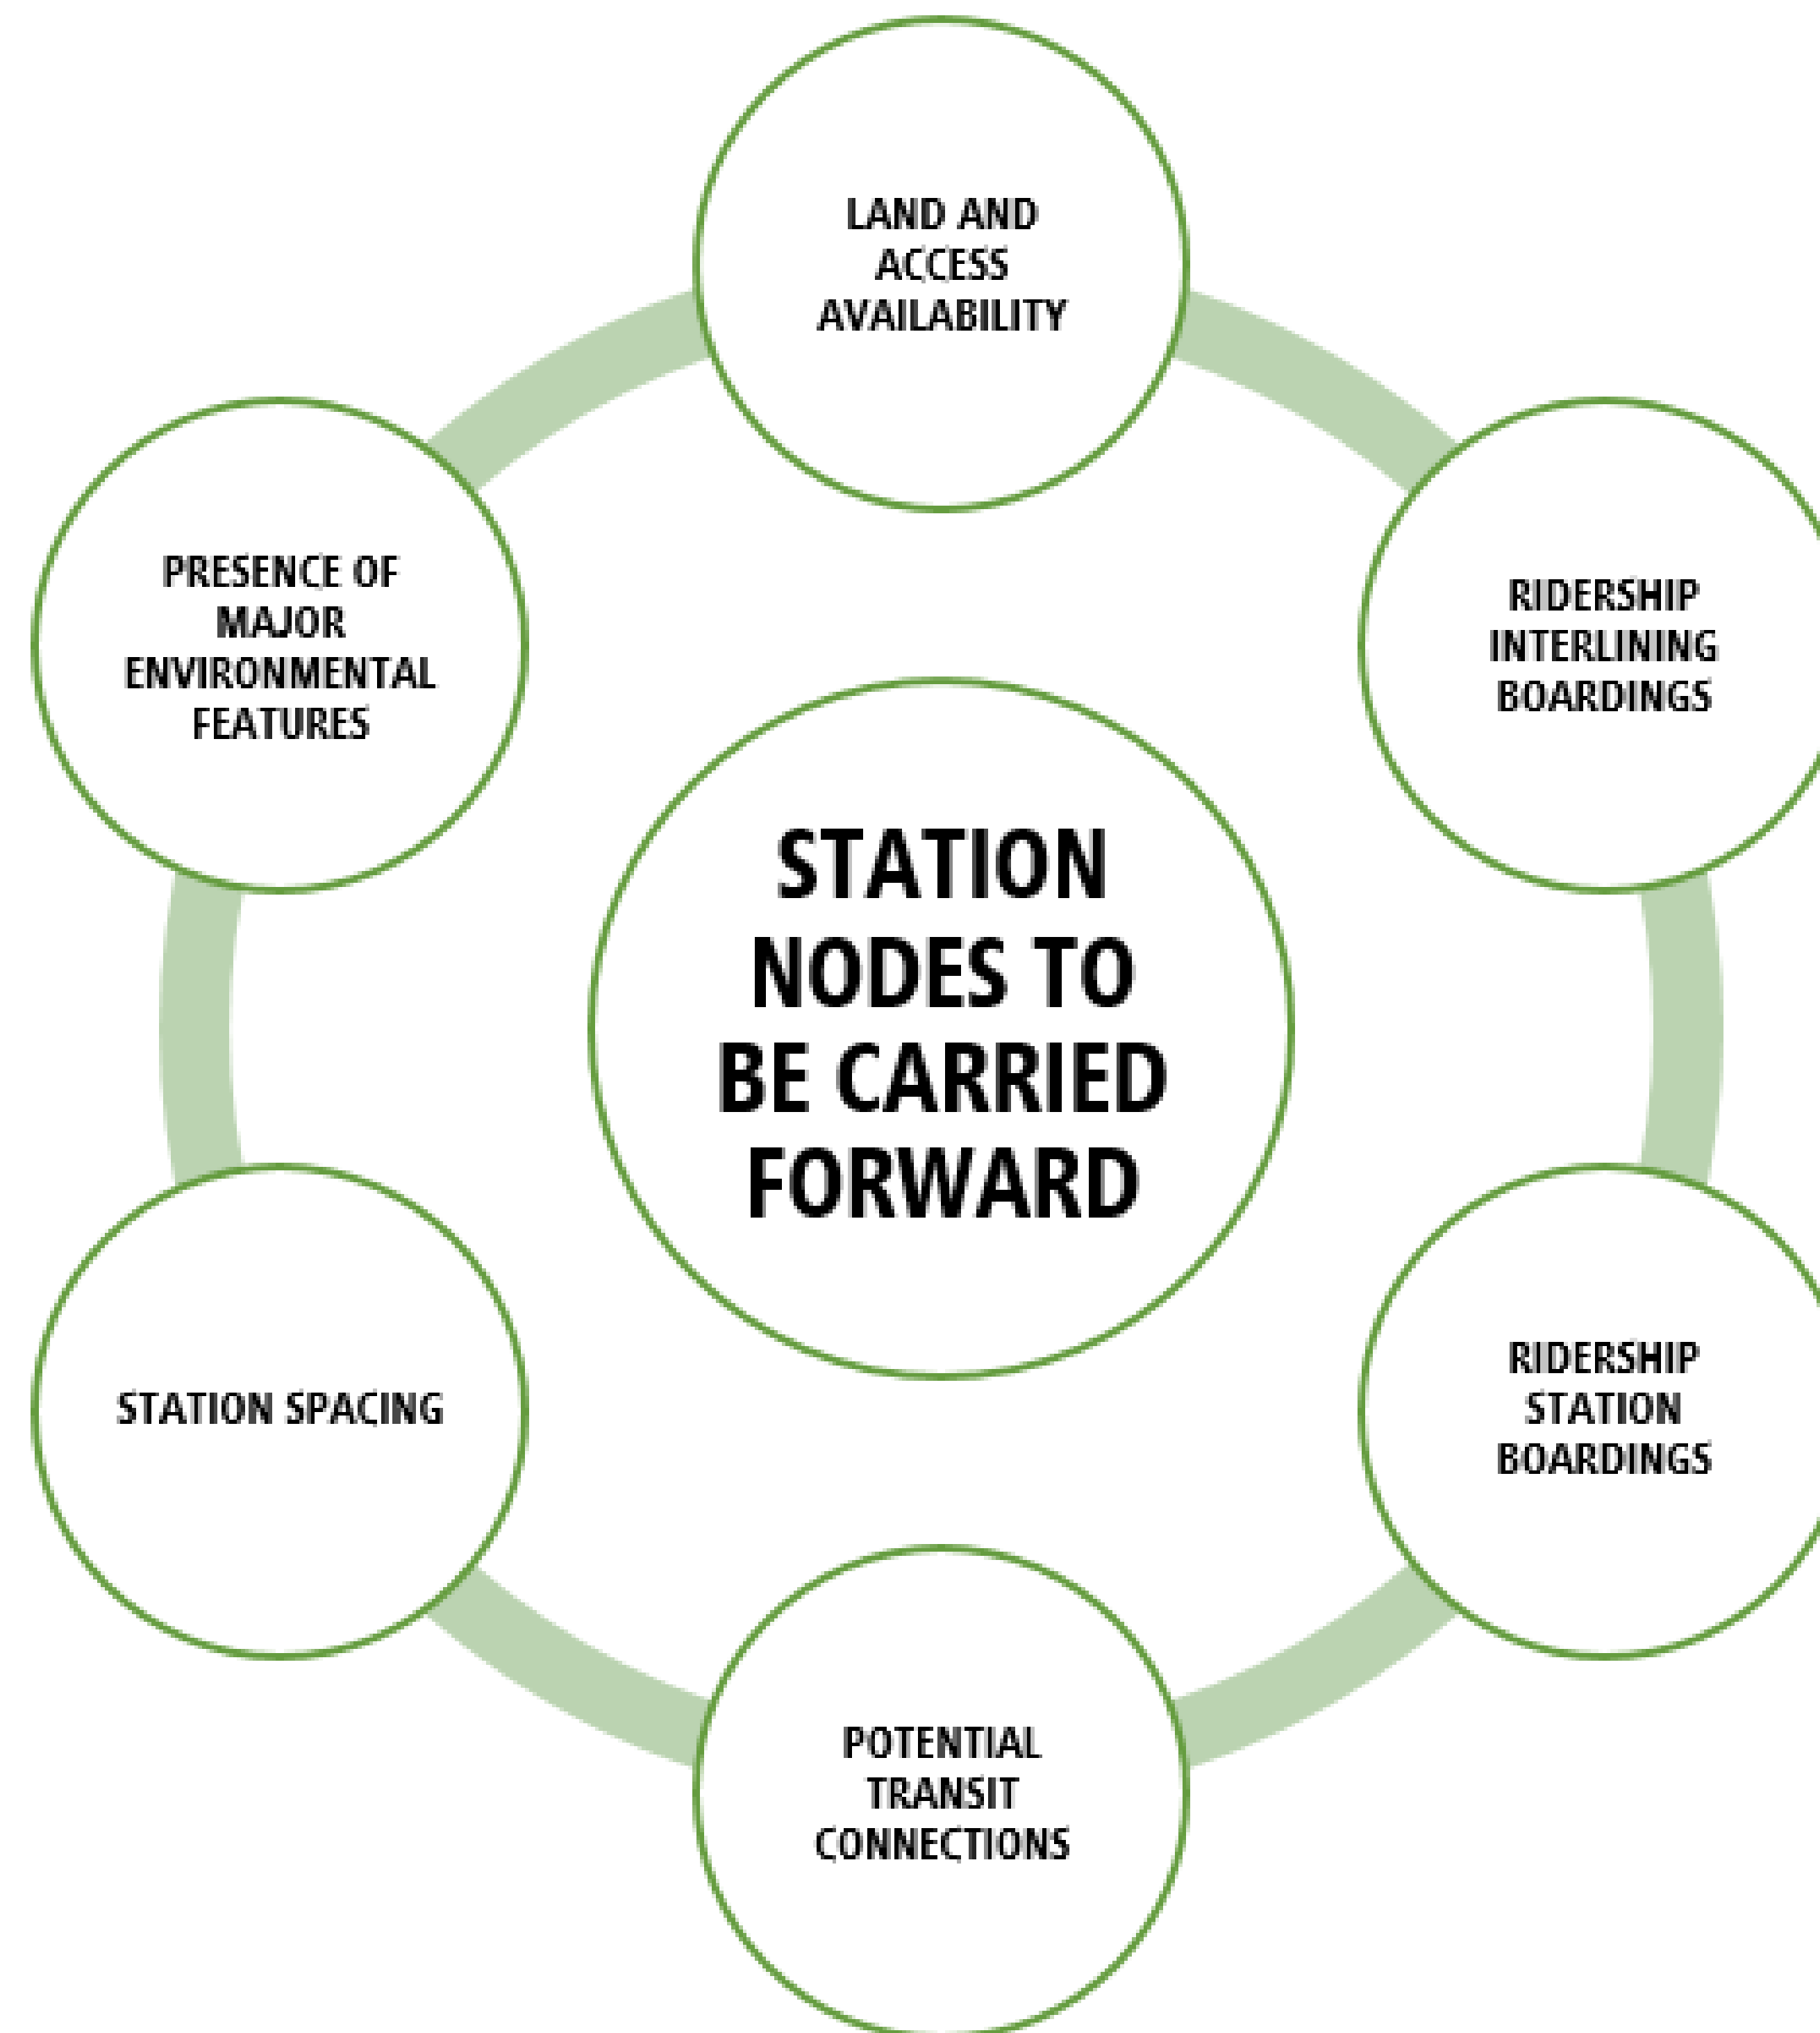 LAND AND
ACCESS
AVAILABILITY
RIDERSHIP
INTERLINING
BOARDINGS
RIDERSHIP
STATION
BOARDINGS
POTENTIAL
TRANSIT
CONNECTIONS
STATION SPACING
PRESENCE OF
MAJOR
ENVIRONMENTAL
FEATURES
STATION
NODES TO
BE CARRIED
FORWARD